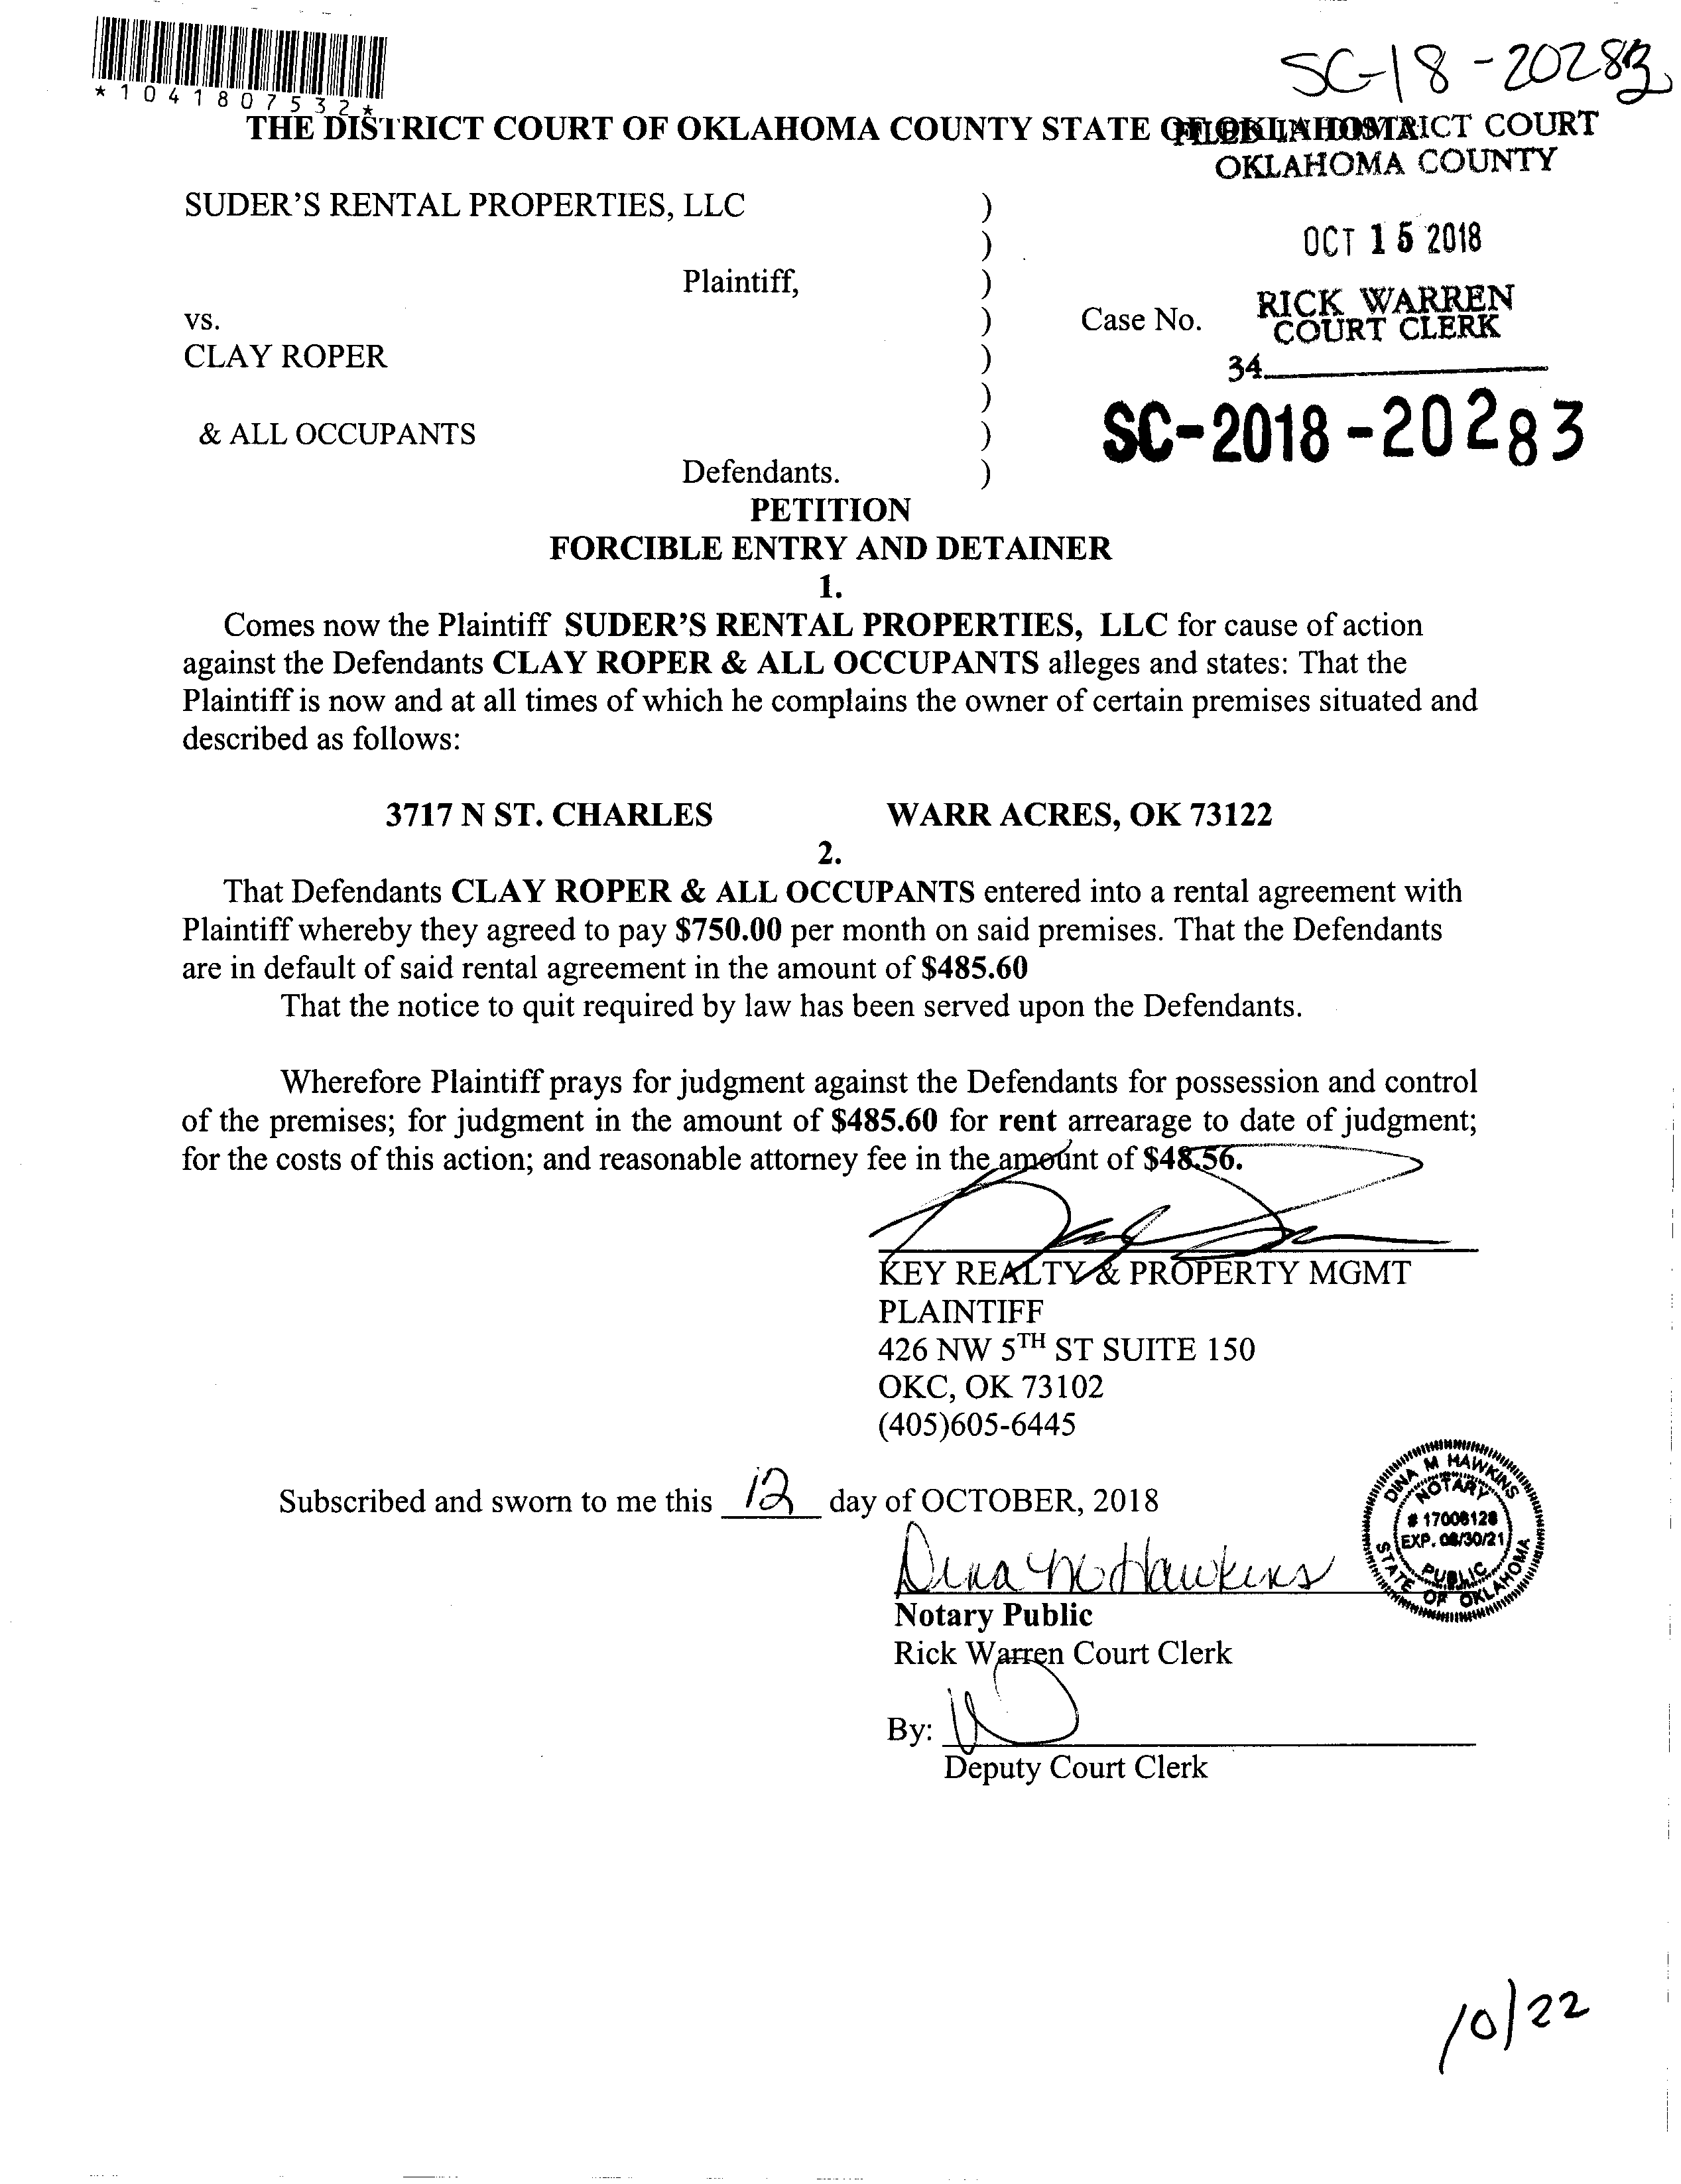 *1041807532*
SC-18-20283
THE DISTRICT COURT OF OKLAHOMA COUNTY STATE OF OKLAHOMA
FILED IN DISTRICT COURT
OKLAHOMA COUNTY
SUDER'S RENTAL PROPERTIES, LLC )
)
OCT 15 2018
Plaintiff, )
vs. ) Case No. RICK WARREN
COURT CLERK
CLAY ROPER )
34
)
& ALL OCCUPANTS ) SC-2018-20283
Defendants. )
PETITION
FORCIBLE ENTRY AND DETAINER
1.
Comes now the Plaintiff SUDER'S RENTAL PROPERTIES, LLC for cause of action
against the Defendants CLAY ROPER & ALL OCCUPANTS alleges and states: That the
Plaintiff is now and at all times of which he complains the owner of certain premises situated and
described as follows:
3717 N ST. CHARLES WARR ACRES, OK 73122
2.
That Defendants CLAY ROPER & ALL OCCUPANTS entered into a rental agreement with
Plaintiff whereby they agreed to pay $750.00 per month on said premises. That the Defendants
are in default of said rental agreement in the amount of $485.60
That the notice to quit required by law has been served upon the Defendants.
Wherefore Plaintiff prays for judgment against the Defendants for possession and control
of the premises; for judgment in the amount of $485.60 for rent arrearage to date of judgment;
for the costs of this action; and reasonable attorney fee in the amount of $48.56.
KEY REALTY & PROPERTY MGMT
PLAINTIFF
426 NW 5TH ST SUITE 150
OKC, OK 73102
(405)605-6445
Subscribed and sworn to me this 12 day of OCTOBER, 2018
Dina M Hawkins
DINA M HAWKINS
NOTARY
# 17008128
EXP. 08/30/21
PUBLIC
STATE OF OKLAHOMA
Notary Public
Rick Warren Court Clerk
By:
Deputy Court Clerk
10/22